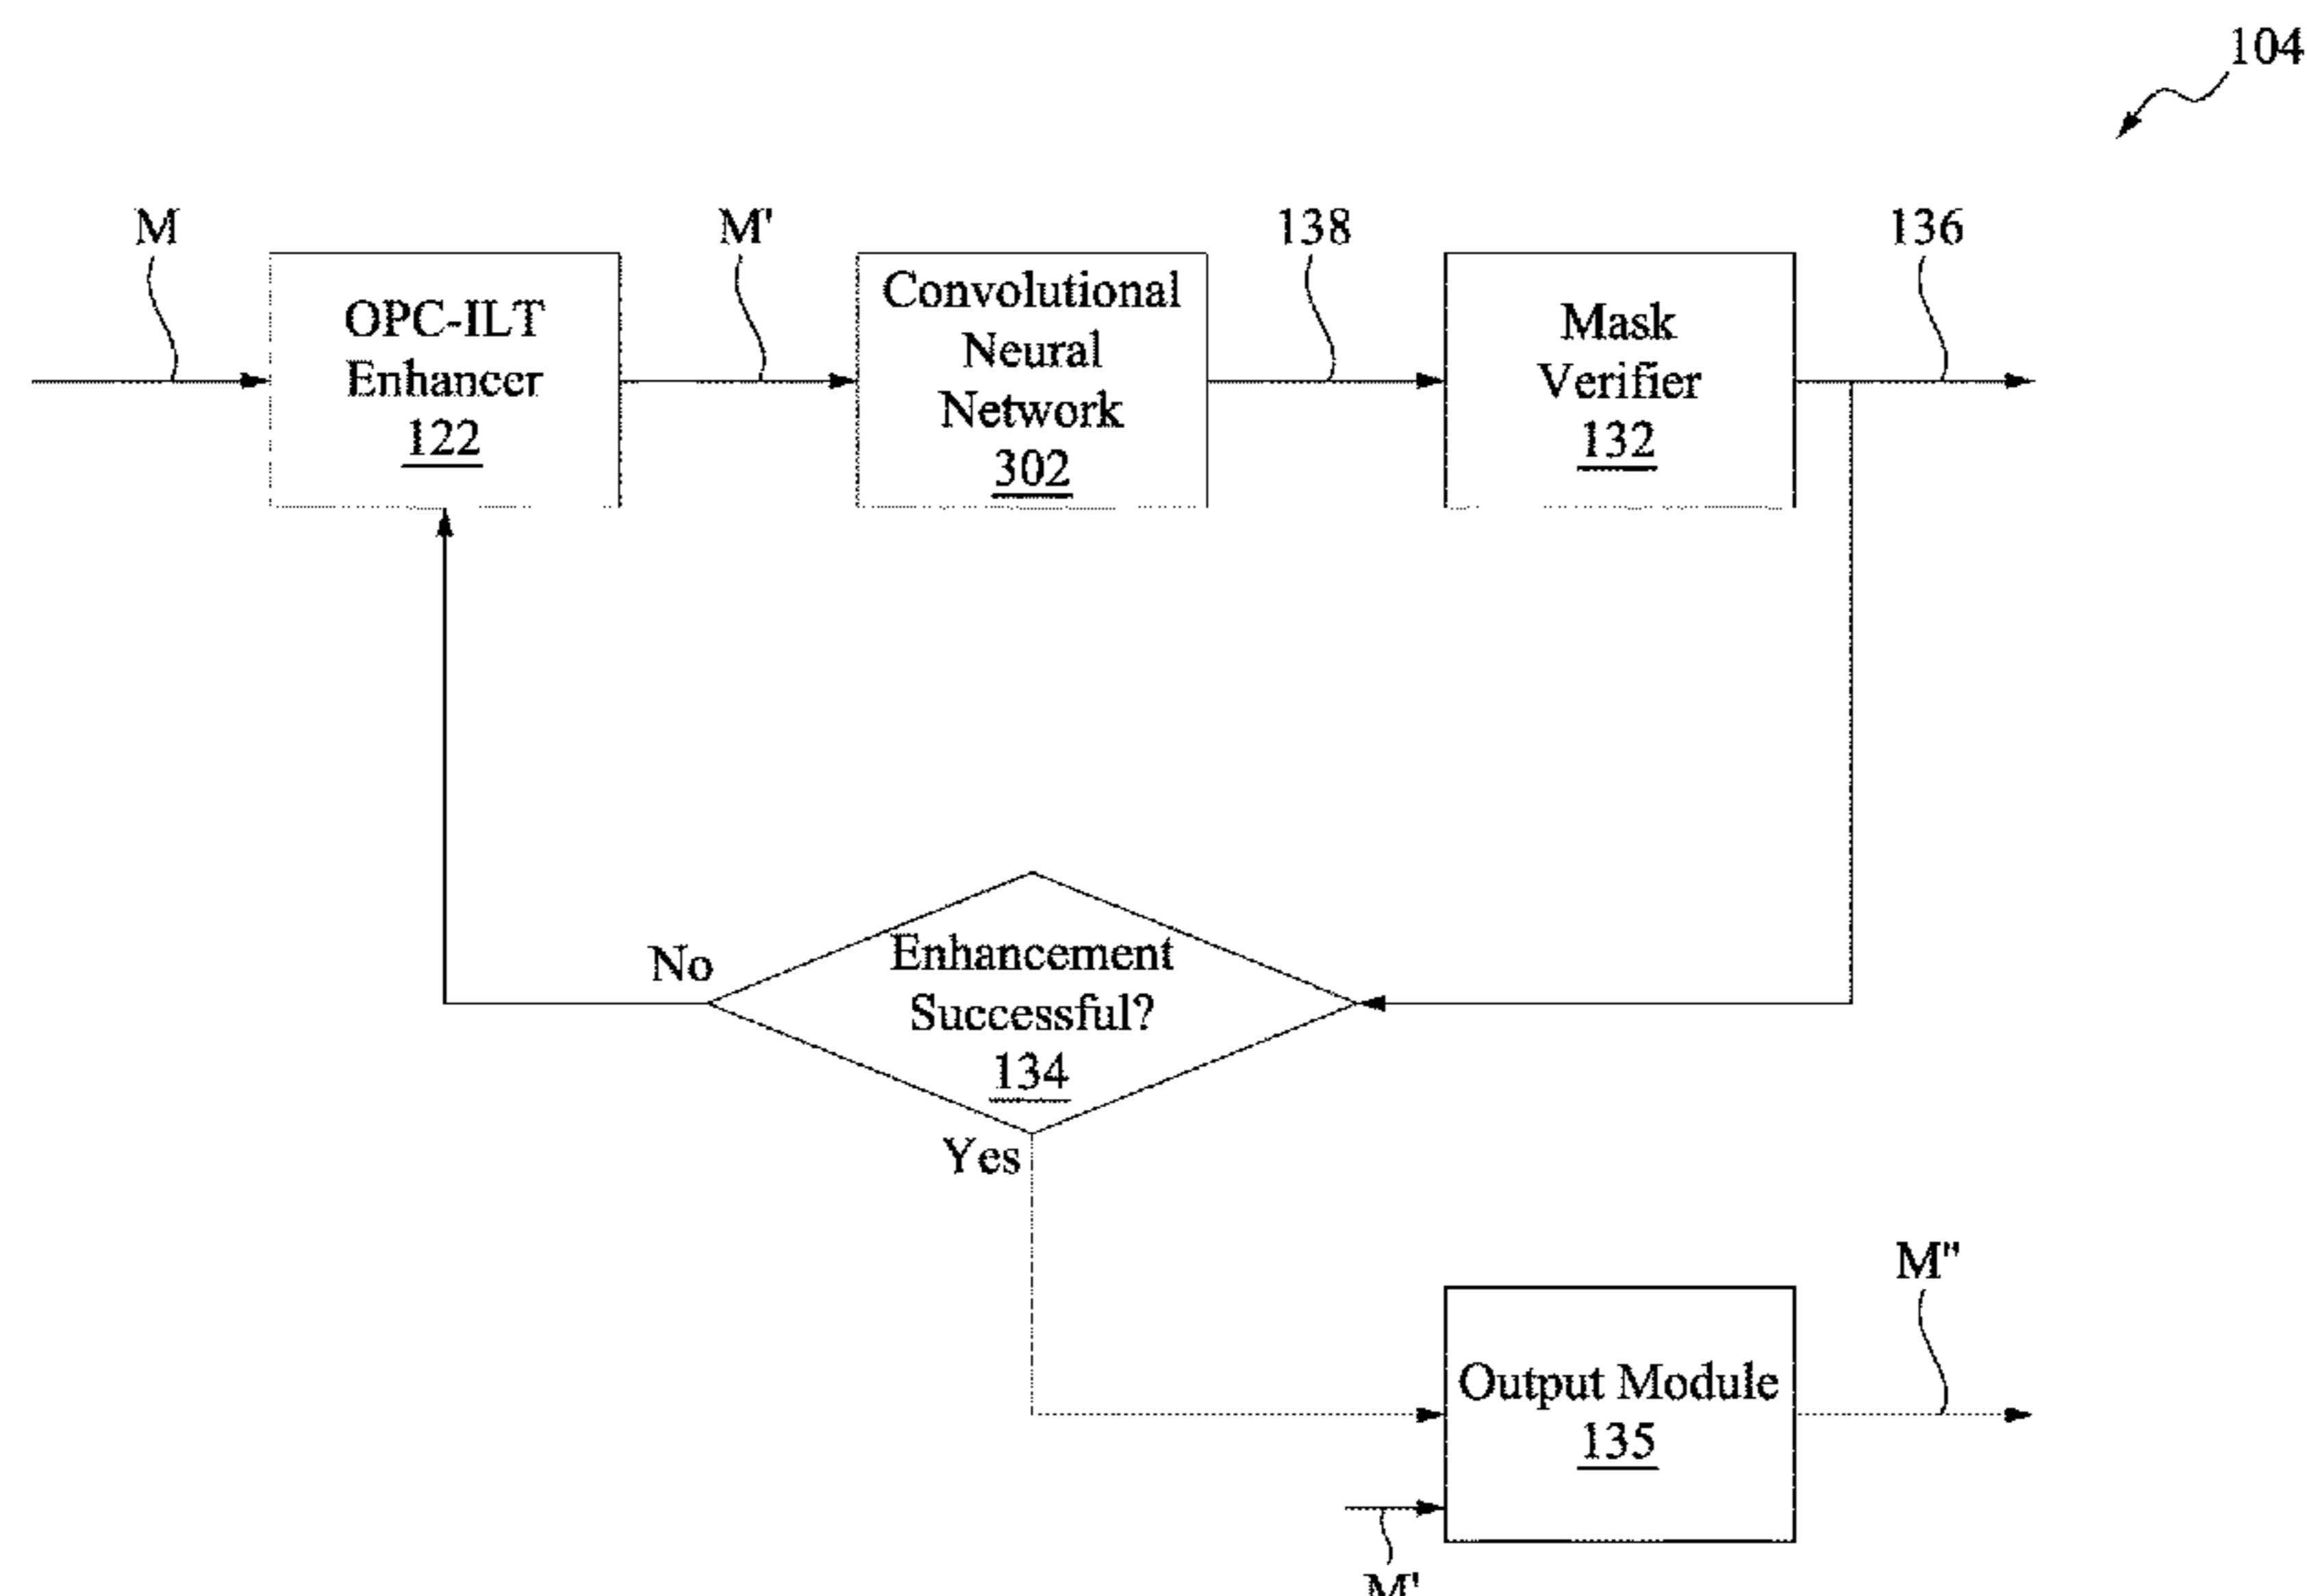 104
M
M'
138
136
OPC-ILT
Enhancer
122
Convolutional
Neural
Network
302
Mask
Verifier
132
No
Enhancement
Successful?
134
Yes
M"
Output Module
135
M'